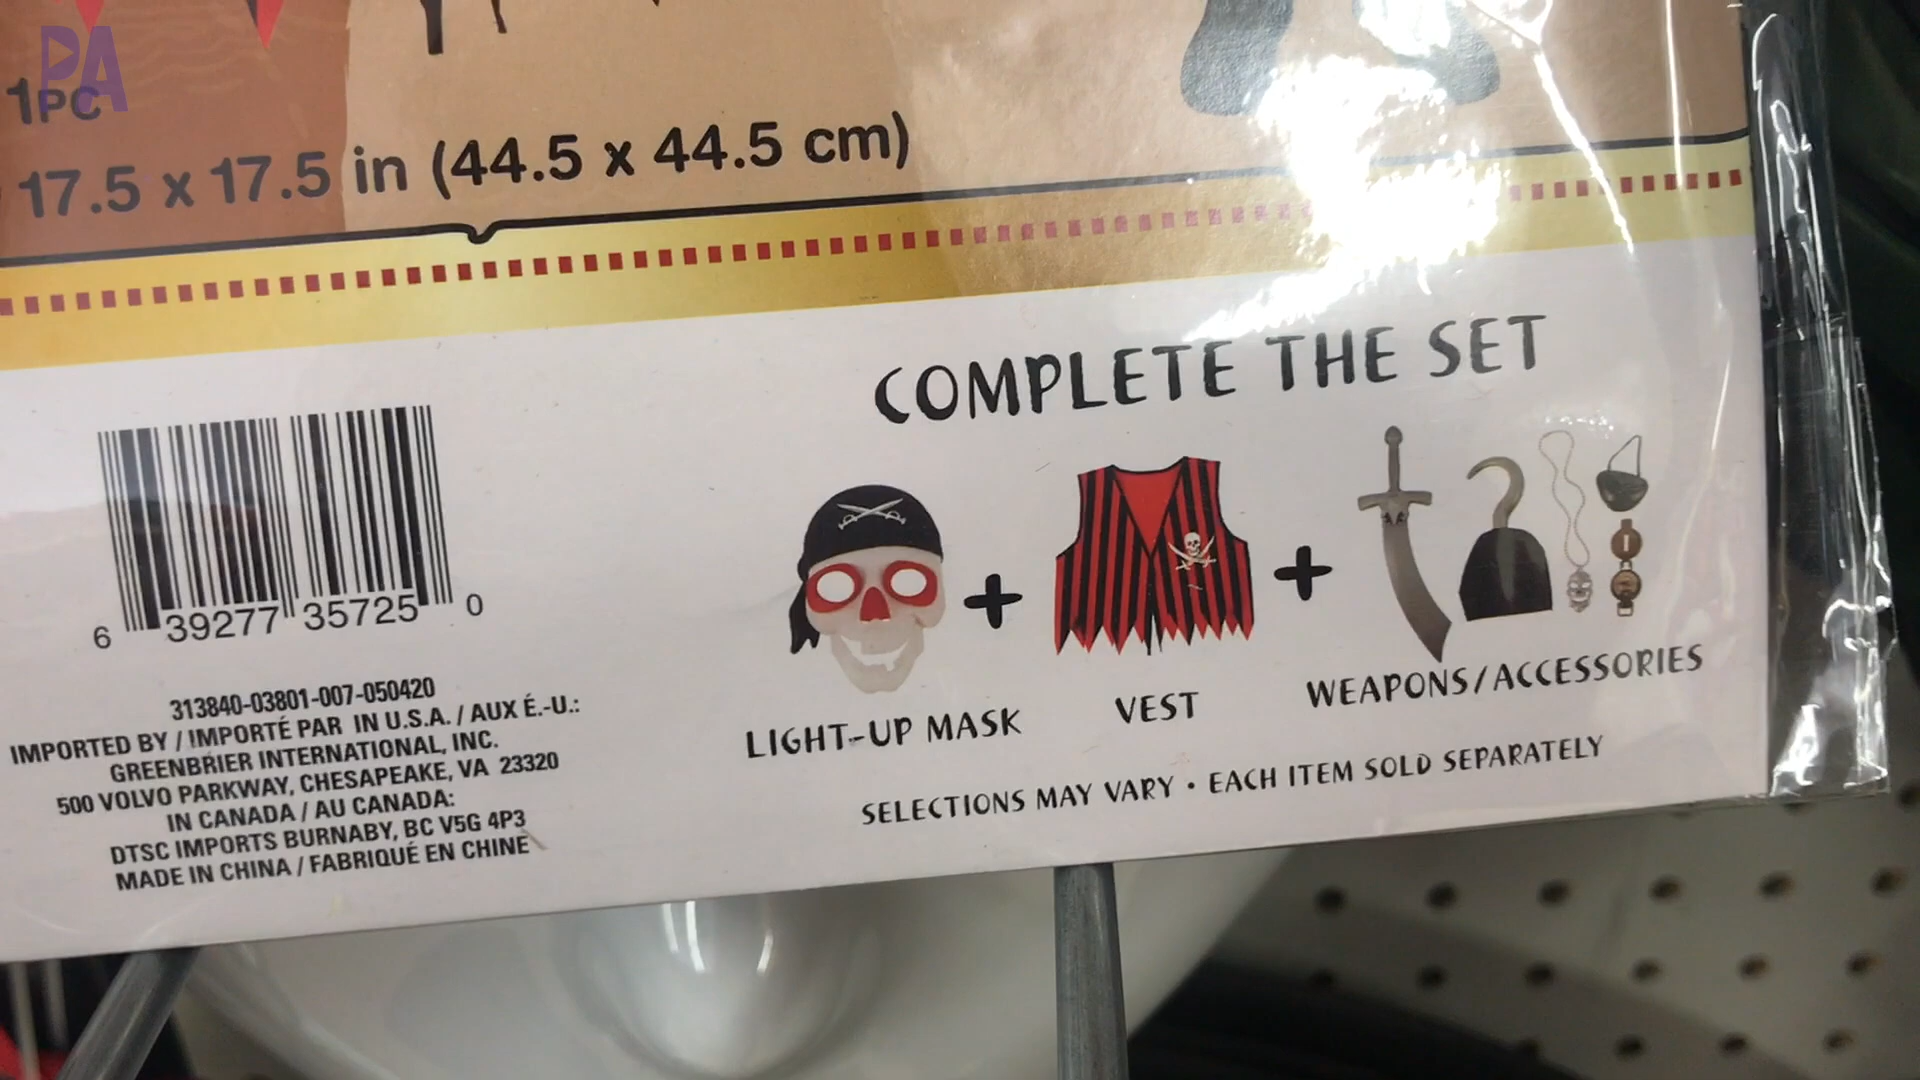 PA
1PC
17.5 x 17.5 in (44.5 x 44.5 cm)
COMPLETE THE SET
6 39277 35725 0
313840-03801-007-050420
IMPORTED BY / IMPORTÉ PAR IN U.S.A. / AUX É.-U.:
GREENBRIER INTERNATIONAL, INC.
500 VOLVO PARKWAY, CHESAPEAKE, VA 23320
IN CANADA / AU CANADA:
DTSC IMPORTS BURNABY, BC V5G 4P3
MADE IN CHINA / FABRIQUÉ EN CHINE
LIGHT-UP MASK + VEST + WEAPONS/ACCESSORIES
SELECTIONS MAY VARY • EACH ITEM SOLD SEPARATELY